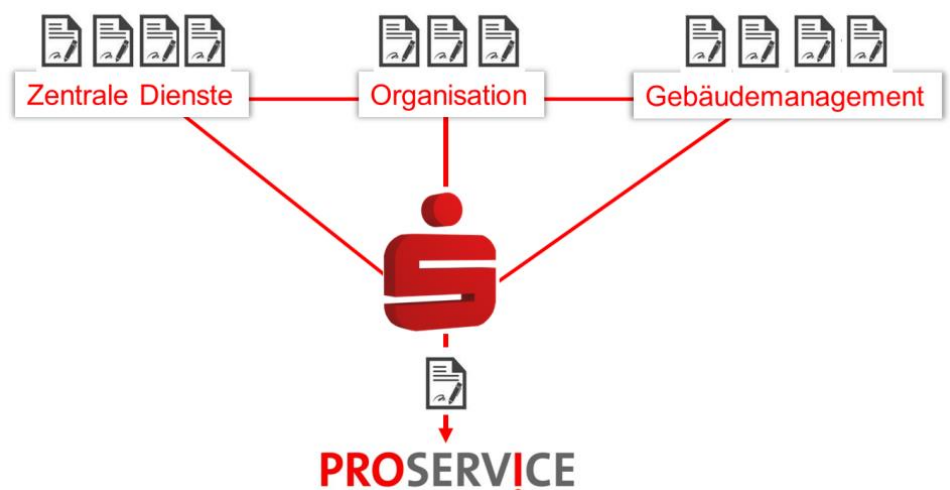 Zentrale Dienste
Organisation
Gebäudemanagement
PROSERVICE